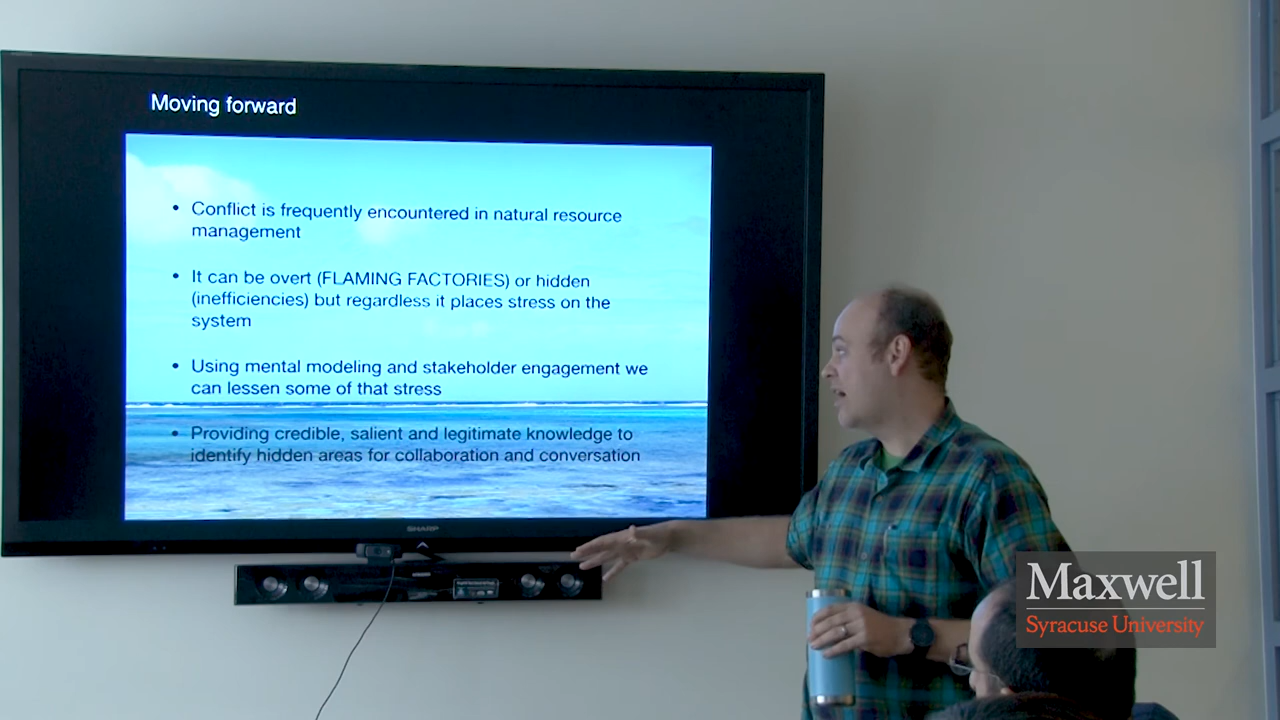 Moving forward
• Conflict is frequently encountered in natural resource
management
• It can be overt (FLAMING FACTORIES) or hidden
(inefficiencies) but regardless it places stress on the
system
• Using mental modeling and stakeholder engagement we
can lessen some of that stress
• Providing credible, salient and legitimate knowledge to
identify hidden areas for collaboration and conversation
SHARP
Maxwell
Syracuse University